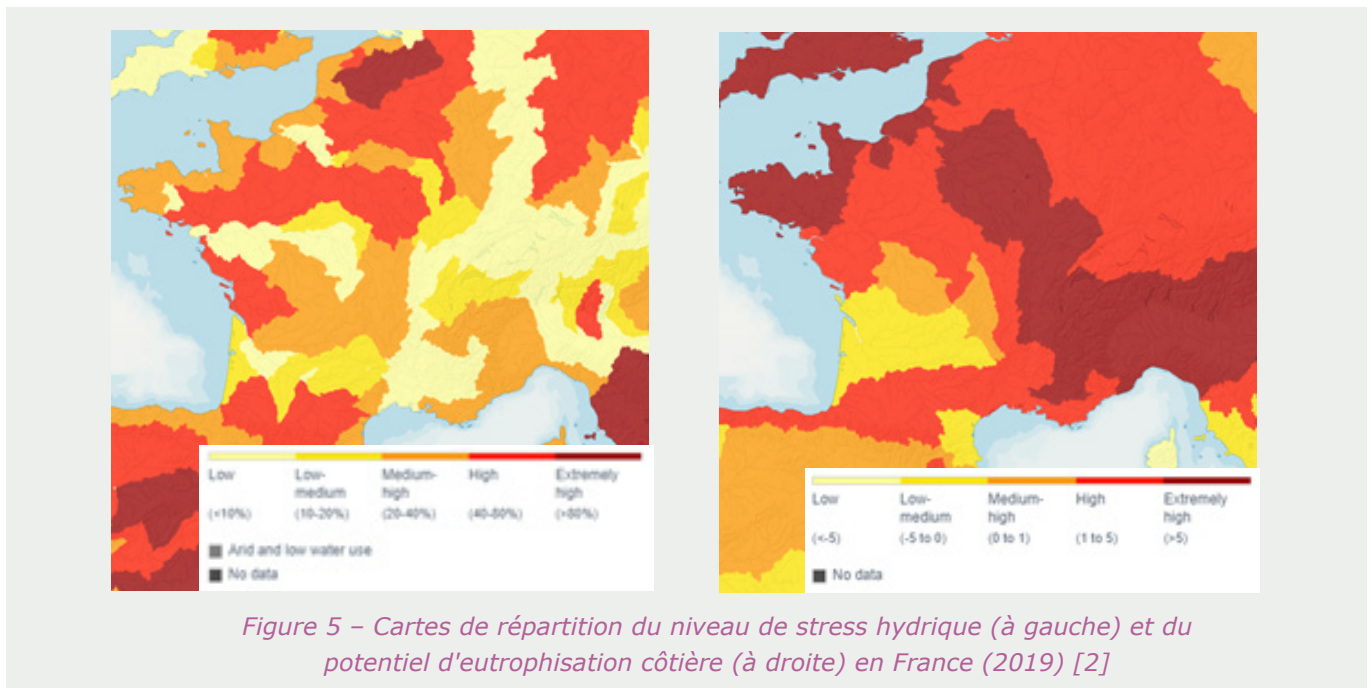 Low Low- Medium- High Extremely
medium high high
(<10%) (10-20%) (20-40%) (40-80%) (>80%)
Arid and low water use
No data
Low Low- Medium- High Extremely
medium high high
(<-5) (-5 to 0) (0 to 1) (1 to 5) (>5)
No data
Figure 5 – Cartes de répartition du niveau de stress hydrique (à gauche) et du
potentiel d'eutrophisation côtière (à droite) en France (2019) [2]